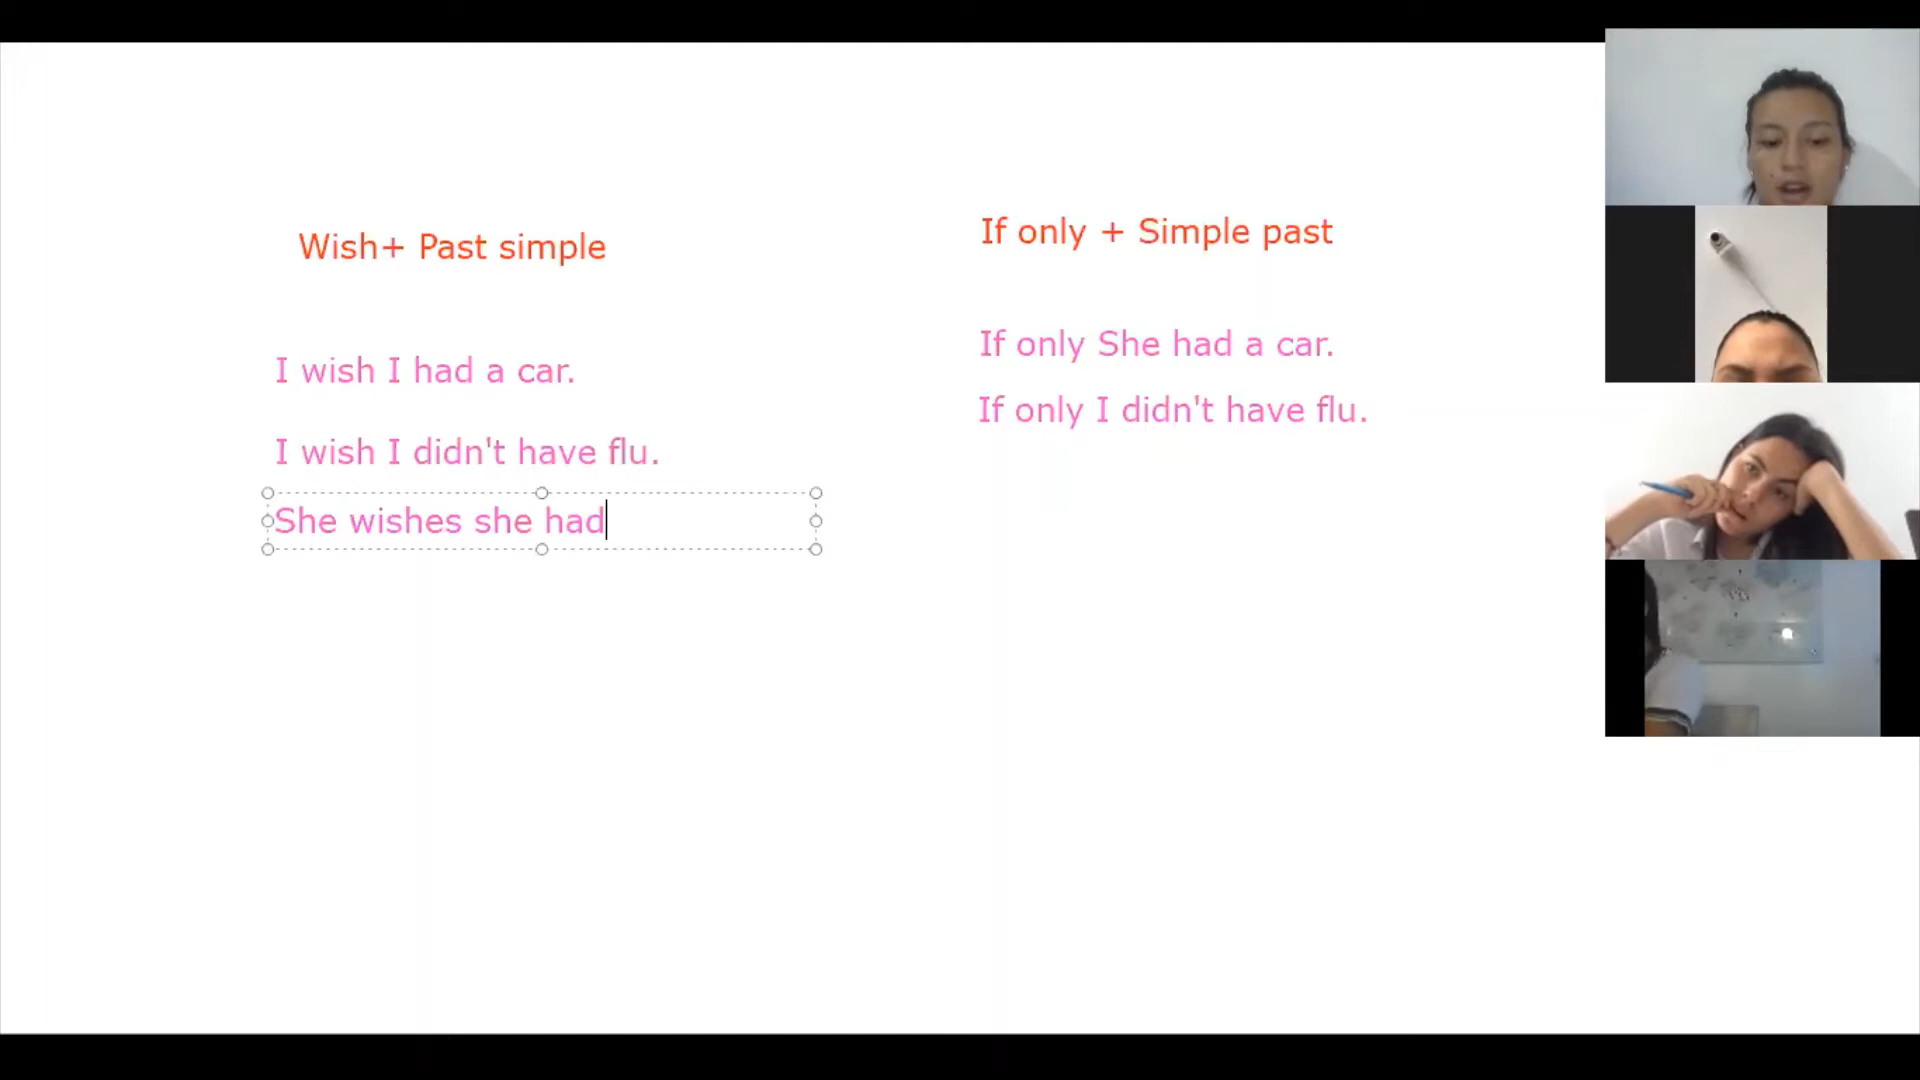 Wish+ Past simple
I wish I had a car.
I wish I didn't have flu.
She wishes she had
If only + Simple past
If only She had a car.
If only I didn't have flu.